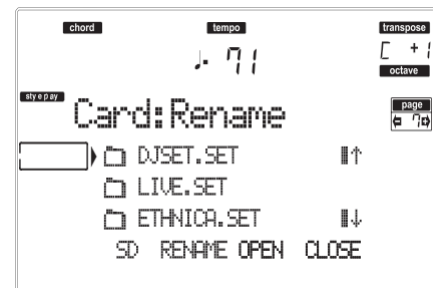 chord tempo transpose
♩. 71 C +1
octave
style play
Card:Rename page
7
DJSET.SET
LIVE.SET
ETHNICA.SET
SD RENAME OPEN CLOSE